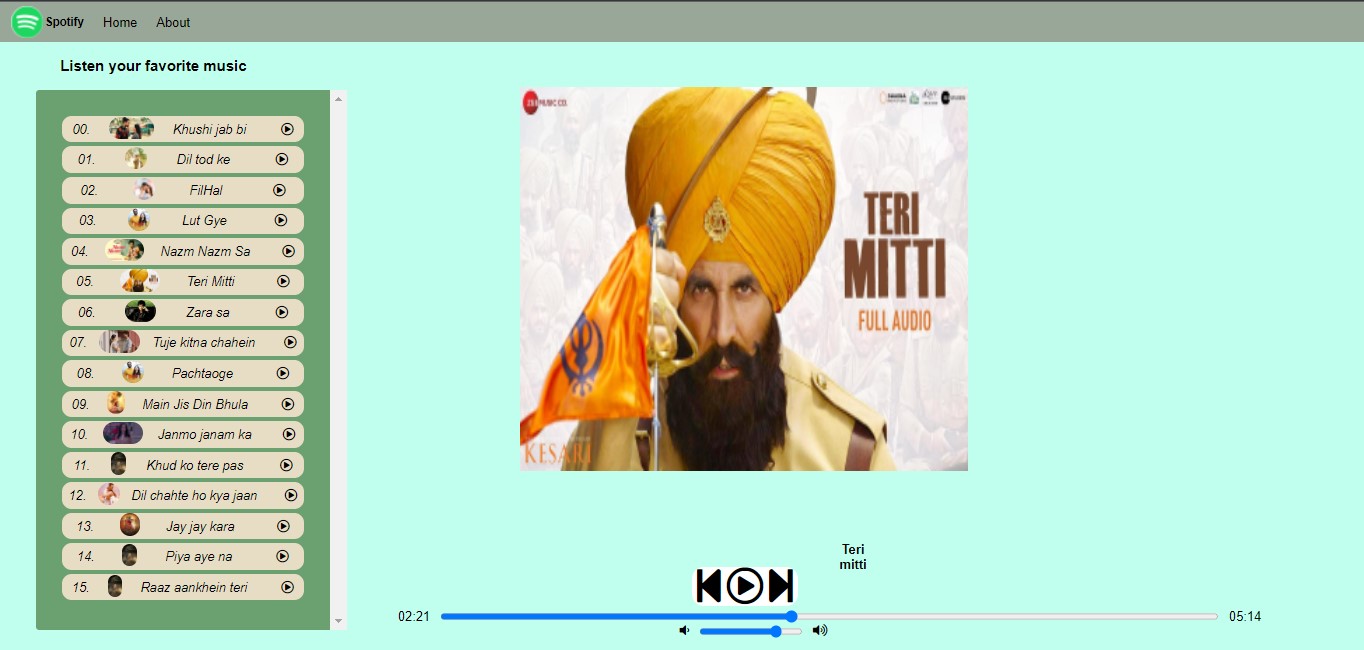 Spotify Home About
Listen your favorite music
00. Khushi jab bi
01. Dil tod ke
02. FilHal
03. Lut Gye
04. Nazm Nazm Sa
05. Teri Mitti
06. Zara sa
07. Tuje kitna chahein
08. Pachtaoge
09. Main Jis Din Bhula
10. Janmo janam ka
11. Khud ko tere pas
12. Dil chahte ho kya jaan
13. Jay jay kara
14. Piya aye na
15. Raaz aankhein teri
ZEE MUSIC CO.
TERI
MITTI
FULL AUDIO
KESARI
Teri
mitti
02:21 05:14